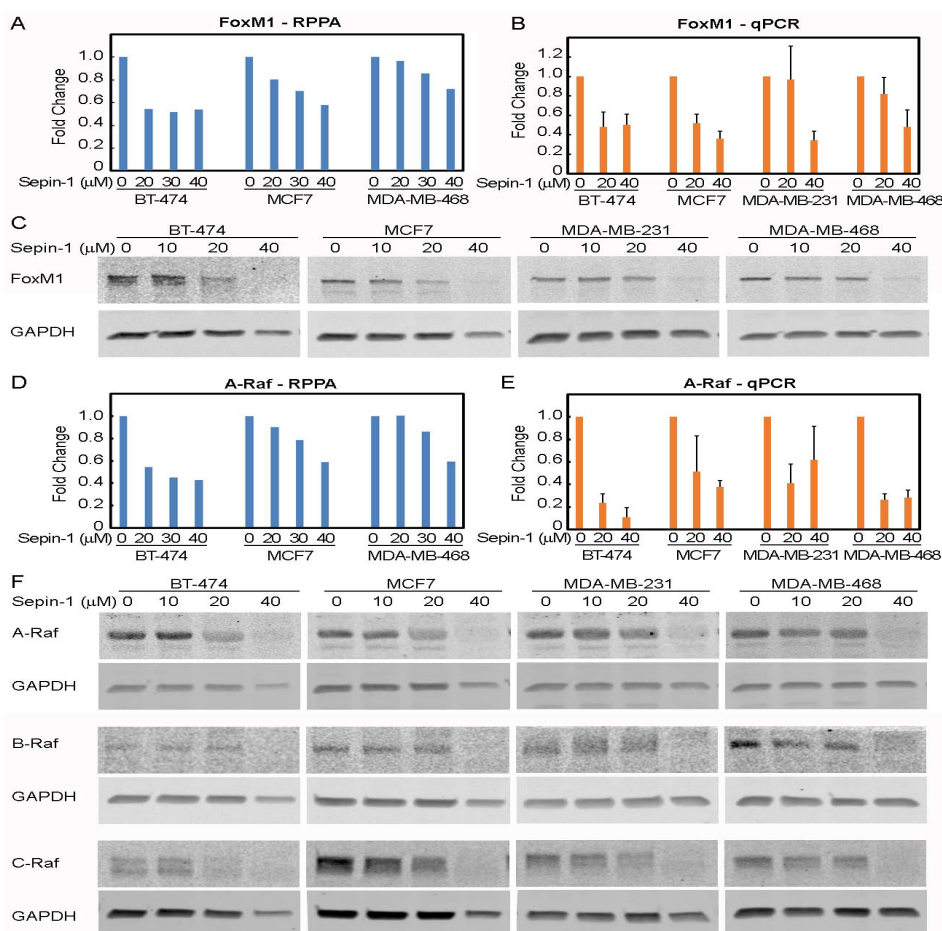 A FoxM1 - RPPA
Fold Change
1.0
0.8
0.6
0.4
0.2
0
Sepin-1 (μM) 0 20 30 40 0 20 30 40 0 20 30 40
BT-474 MCF7 MDA-MB-468
B FoxM1 - qPCR
Fold Change
1.2
1.0
0.8
0.6
0.4
0.2
0
Sepin-1 (μM) 0 20 40 0 20 40 0 20 40 0 20 40
BT-474 MCF7 MDA-MB-231 MDA-MB-468
C BT-474 MCF7 MDA-MB-231 MDA-MB-468
Sepin-1 (μM) 0 10 20 40 0 10 20 40 0 10 20 40 0 10 20 40
FoxM1
GAPDH
D A-Raf - RPPA
Fold Change
1.0
0.8
0.6
0.4
0.2
0
Sepin-1 (μM) 0 20 30 40 0 20 30 40 0 20 30 40
BT-474 MCF7 MDA-MB-468
E A-Raf - qPCR
Fold Change
1.0
0.8
0.6
0.4
0.2
0
Sepin-1 (μM) 0 20 40 0 20 40 0 20 40 0 20 40
BT-474 MCF7 MDA-MB-231 MDA-MB-468
F BT-474 MCF7 MDA-MB-231 MDA-MB-468
Sepin-1 (μM) 0 10 20 40 0 10 20 40 0 10 20 40 0 10 20 40
A-Raf
GAPDH
B-Raf
GAPDH
C-Raf
GAPDH